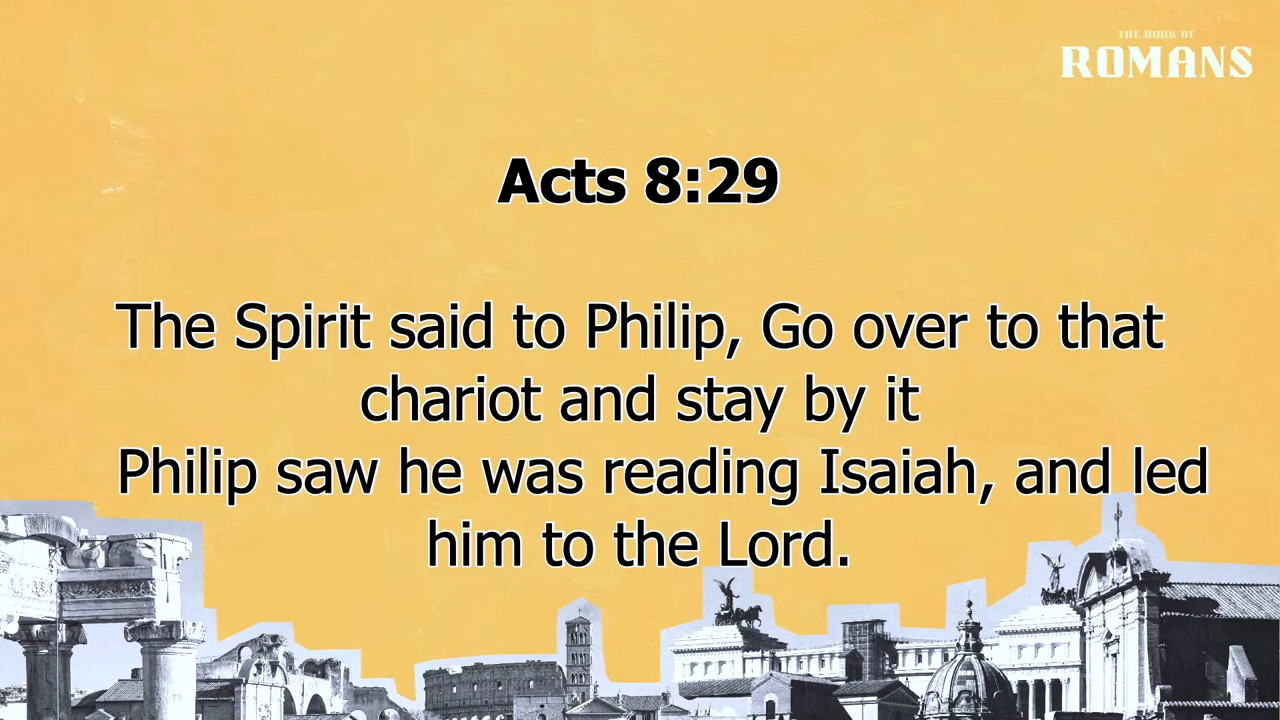 THE BOOK OF
ROMANS
Acts 8:29
The Spirit said to Philip, Go over to that
chariot and stay by it
Philip saw he was reading Isaiah, and led
him to the Lord.